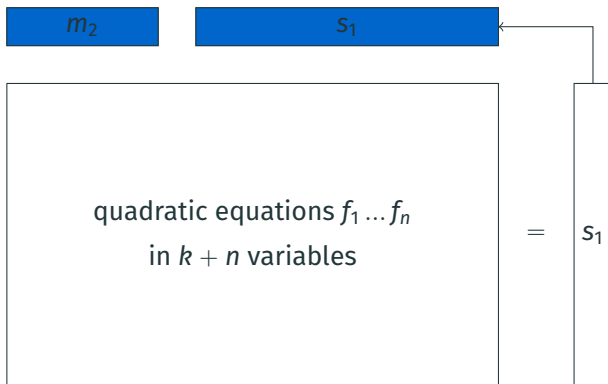 m₂ s₁
quadratic equations f₁ … fₙ
in k + n variables
= s₁